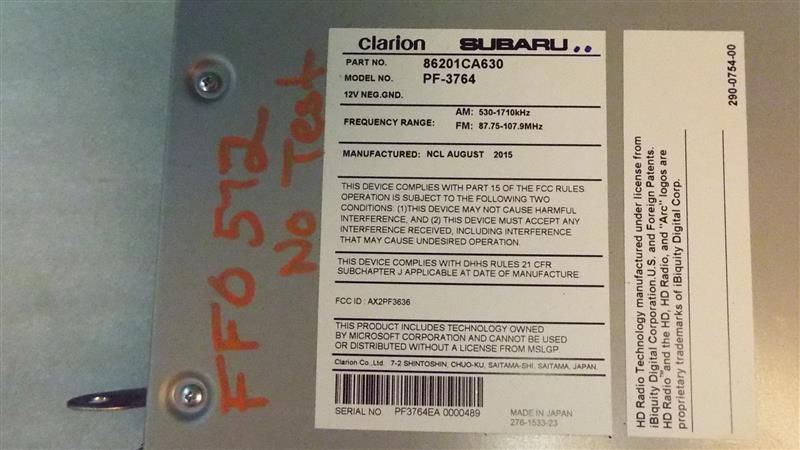 FFO 572
No Test
clarion SUBARU..
PART NO. 86201CA630
MODEL NO. PF-3764
12V NEG.GND.
FREQUENCY RANGE: AM: 530-1710kHz
FM: 87.75-107.9MHz
MANUFACTURED: NCL AUGUST 2015
THIS DEVICE COMPLIES WITH PART 15 OF THE FCC RULES
OPERATION IS SUBJECT TO THE FOLLOWING TWO
CONDITIONS: (1)THIS DEVICE MAY NOT CAUSE HARMFUL
INTERFERENCE, AND (2) THIS DEVICE MUST ACCEPT ANY
INTERFERENCE RECEIVED, INCLUDING INTERFERENCE
THAT MAY CAUSE UNDESIRED OPERATION.
THIS DEVICE COMPLIES WITH DHHS RULES 21 CFR
SUBCHAPTER J APPLICABLE AT DATE OF MANUFACTURE
FCC ID : AX2PF3636
THIS PRODUCT INCLUDES TECHNOLOGY OWNED
BY MICROSOFT CORPORATION AND CANNOT BE USED
OR DISTRIBUTED WITHOUT A LICENSE FROM MSLGP.
Clarion Co.,Ltd. 7-2 SHINTOSHIN, CHUO-KU, SAITAMA-SHI, SAITAMA, JAPAN.
SERIAL NO PF3764EA 0000489
MADE IN JAPAN
276-1533-23
HD Radio Technology manufactured under license from
iBiquity Digital Corporation.U.S. and Foreign Patents.
HD Radio™ and the HD, HD Radio, and "Arc" logos are
proprietary trademarks of iBiquity Digital Corp.
290-0754-00